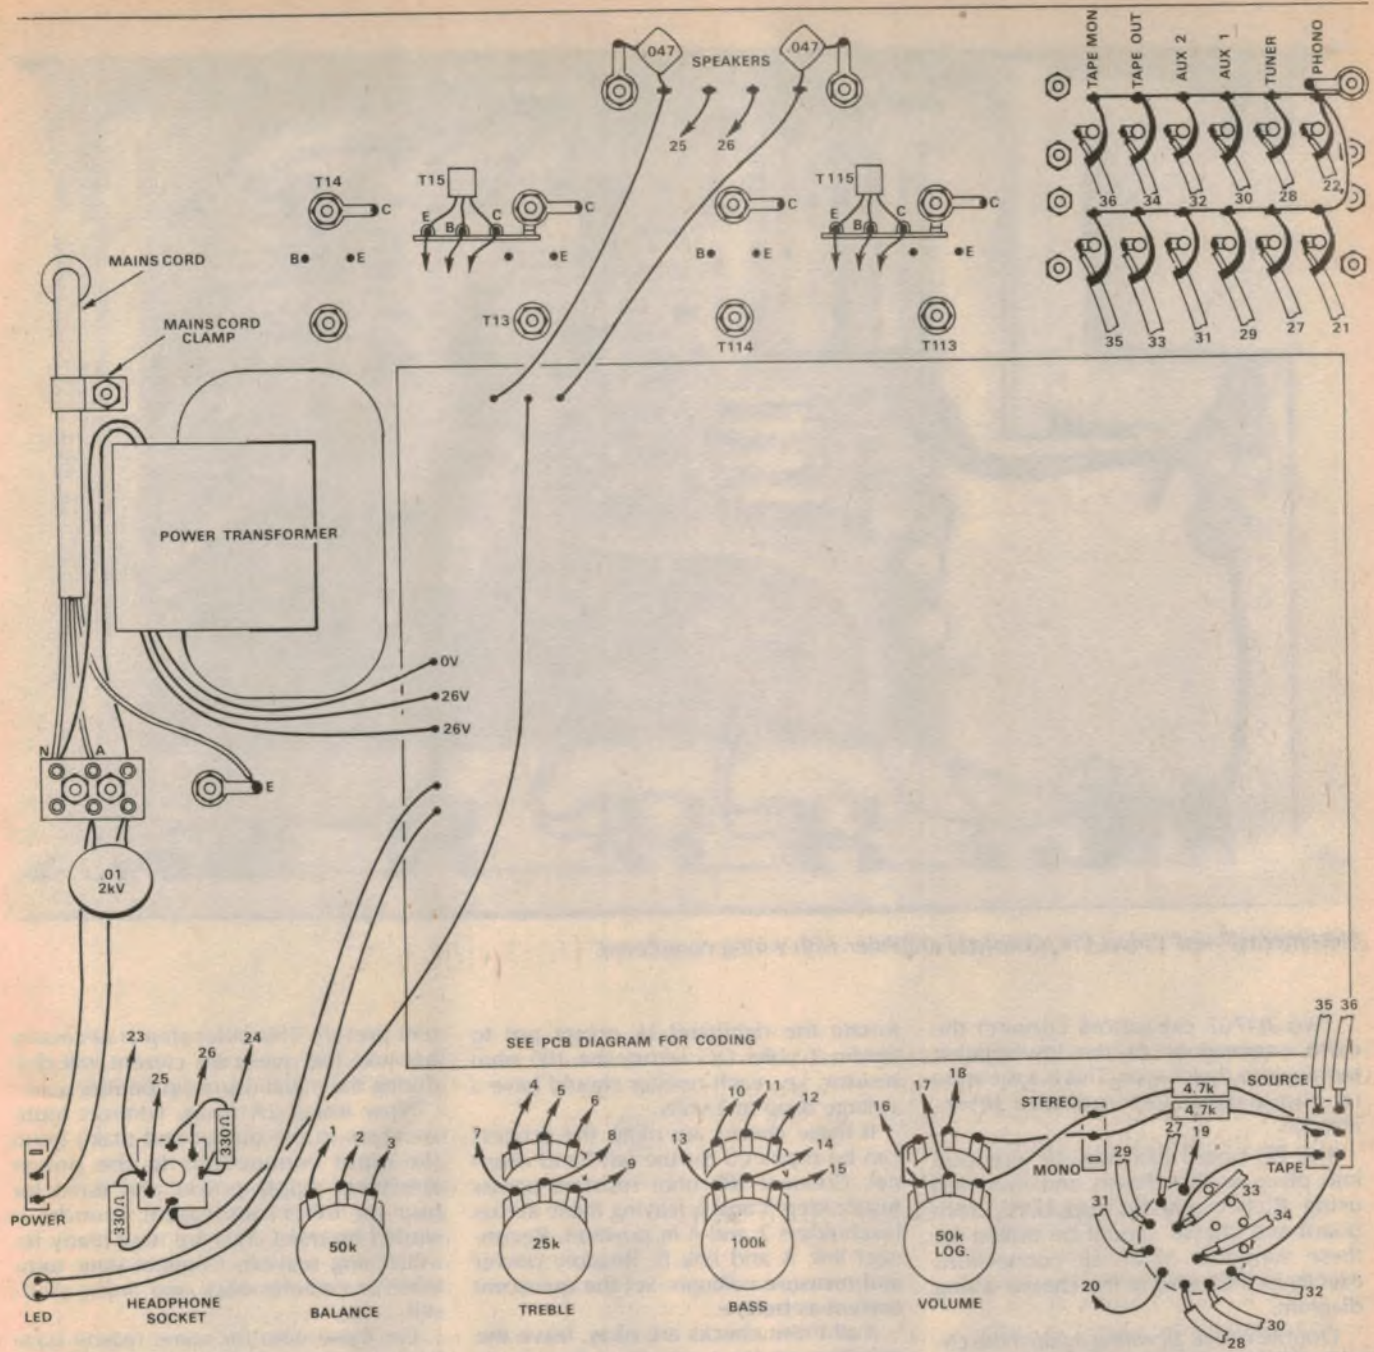 047
SPEAKERS
047
TAPE MON
TAPE OUT
AUX 2
AUX 1
TUNER
PHONO
25
26
T14
C
T15
E
B
C
C
C
T115
E
B
C
C
36
34
32
30
28
22
B
E
E
B
E
E
MAINS CORD
MAINS CORD
CLAMP
T13
T114
T113
35
33
31
29
27
21
POWER TRANSFORMER
0V
26V
26V
N
A
E
.01
2kV
SEE PCB DIAGRAM FOR CODING
35
36
23
26
24
25
330Ω
330Ω
POWER
LED
HEADPHONE
SOCKET
1
2
3
50k
BALANCE
4
5
6
7
8
9
25k
TREBLE
10
11
12
13
14
15
100k
BASS
16
17
18
50k
LOG.
VOLUME
STEREO
MONO
4.7k
4.7k
SOURCE
TAPE
27
19
29
33
31
34
20
32
30
28